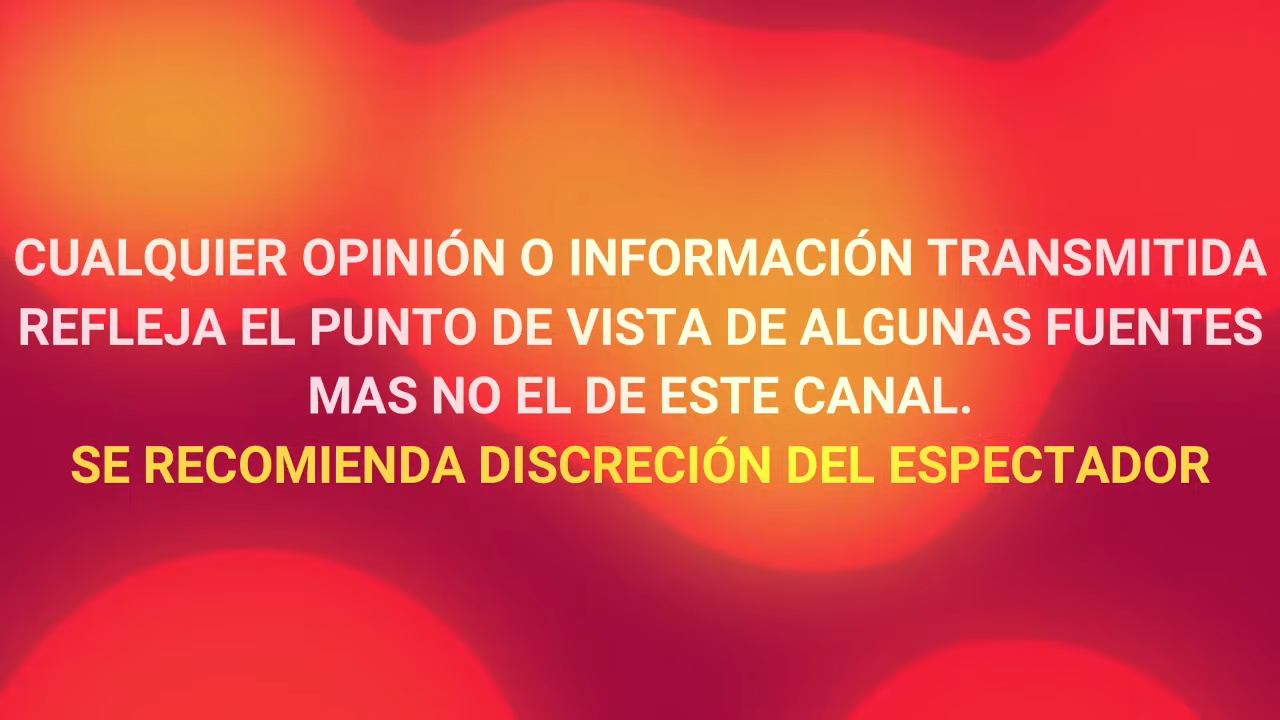 CUALQUIER OPINIÓN O INFORMACIÓN TRANSMITIDA
REFLEJA EL PUNTO DE VISTA DE ALGUNAS FUENTES
MAS NO EL DE ESTE CANAL.
SE RECOMIENDA DISCRECIÓN DEL ESPECTADOR